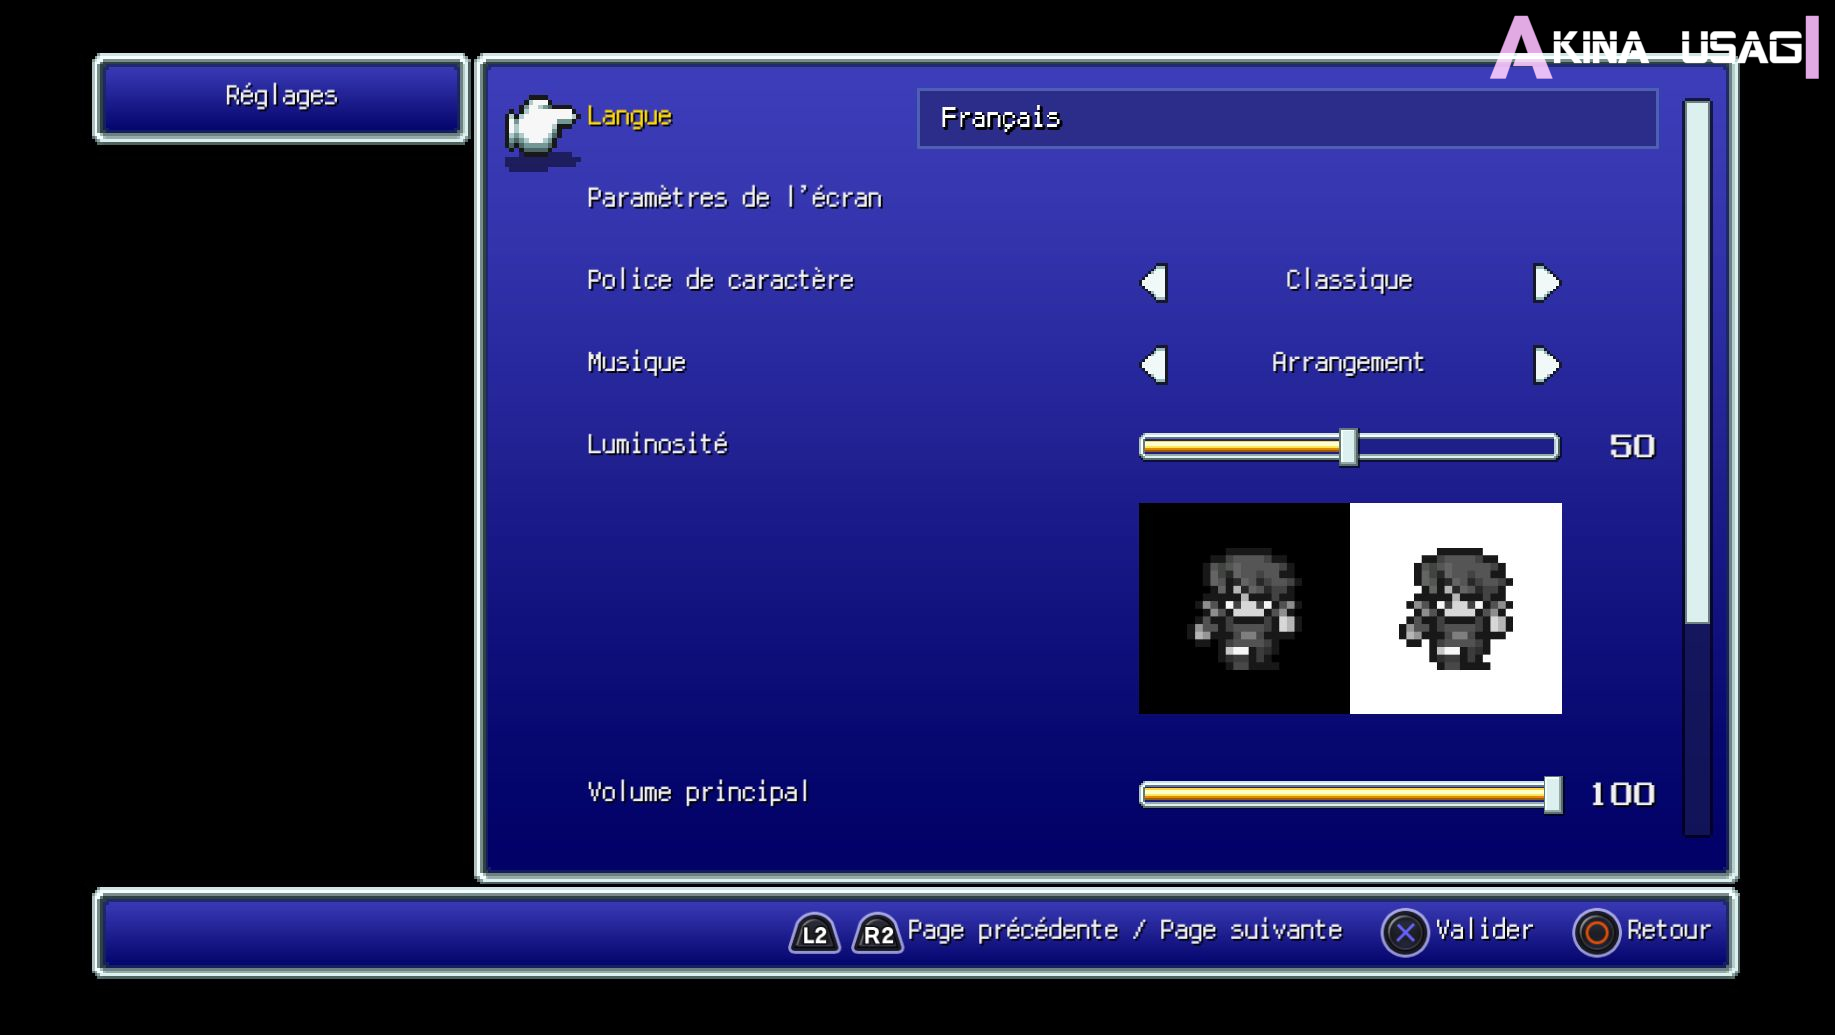 AKINA USAGI
Réglages
Langue
Français
Paramètres de l'écran
Police de caractère
Classique
Musique
Arrangement
Luminosité
50
Volume principal
100
L2 R2 Page précédente / Page suivante Valider Retour